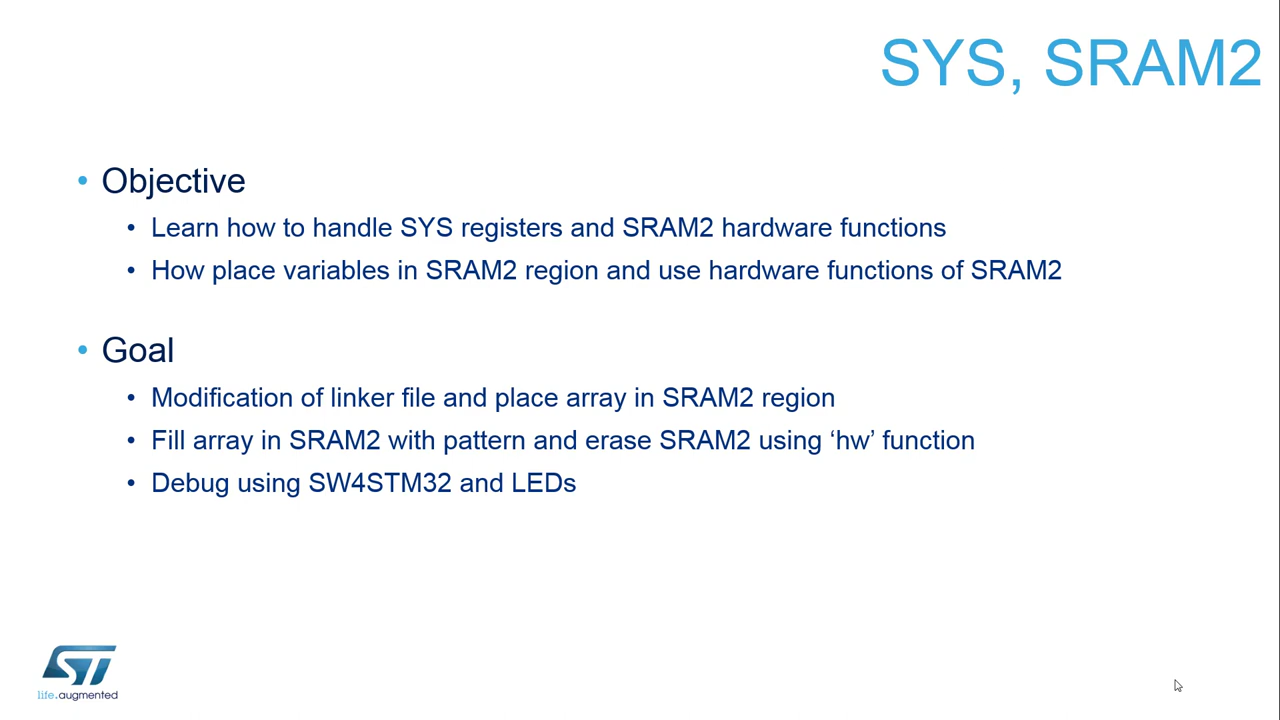 SYS, SRAM2
• Objective
• Learn how to handle SYS registers and SRAM2 hardware functions
• How place variables in SRAM2 region and use hardware functions of SRAM2
• Goal
• Modification of linker file and place array in SRAM2 region
• Fill array in SRAM2 with pattern and erase SRAM2 using ‘hw’ function
• Debug using SW4STM32 and LEDs
ST
life.augmented